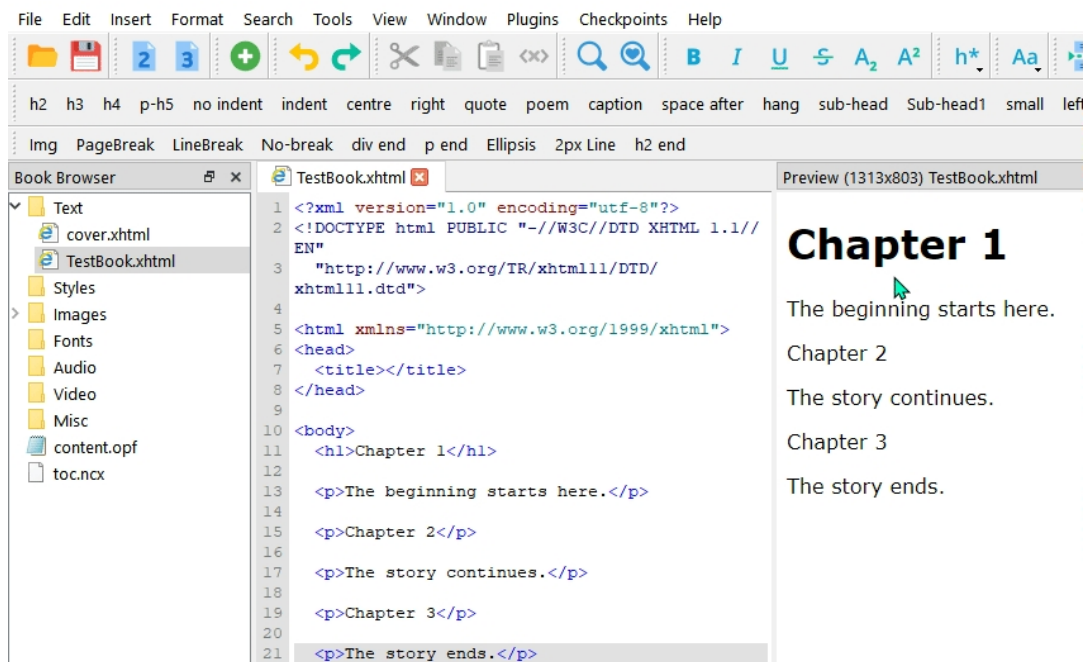 File Edit Insert Format Search Tools View Window Plugins Checkpoints Help
2 3 B I U S A2 A² h* Aa
h2 h3 h4 p-h5 no indent indent centre right quote poem caption space after hang sub-head Sub-head1 small left
Img PageBreak LineBreak No-break div end p end Ellipsis 2px Line h2 end
Book Browser
Text
cover.xhtml
TestBook.xhtml
Styles
Images
Fonts
Audio
Video
Misc
content.opf
toc.ncx
TestBook.xhtml
1 <?xml version="1.0" encoding="utf-8"?>
2 <!DOCTYPE html PUBLIC "-//W3C//DTD XHTML 1.1//
EN"
3 "http://www.w3.org/TR/xhtml11/DTD/
xhtml11.dtd">
4
5 <html xmlns="http://www.w3.org/1999/xhtml">
6 <head>
7 <title></title>
8 </head>
9
10 <body>
11 <h1>Chapter 1</h1>
12
13 <p>The beginning starts here.</p>
14
15 <p>Chapter 2</p>
16
17 <p>The story continues.</p>
18
19 <p>Chapter 3</p>
20
21 <p>The story ends.</p>
Preview (1313x803) TestBook.xhtml
Chapter 1
The beginning starts here.
Chapter 2
The story continues.
Chapter 3
The story ends.